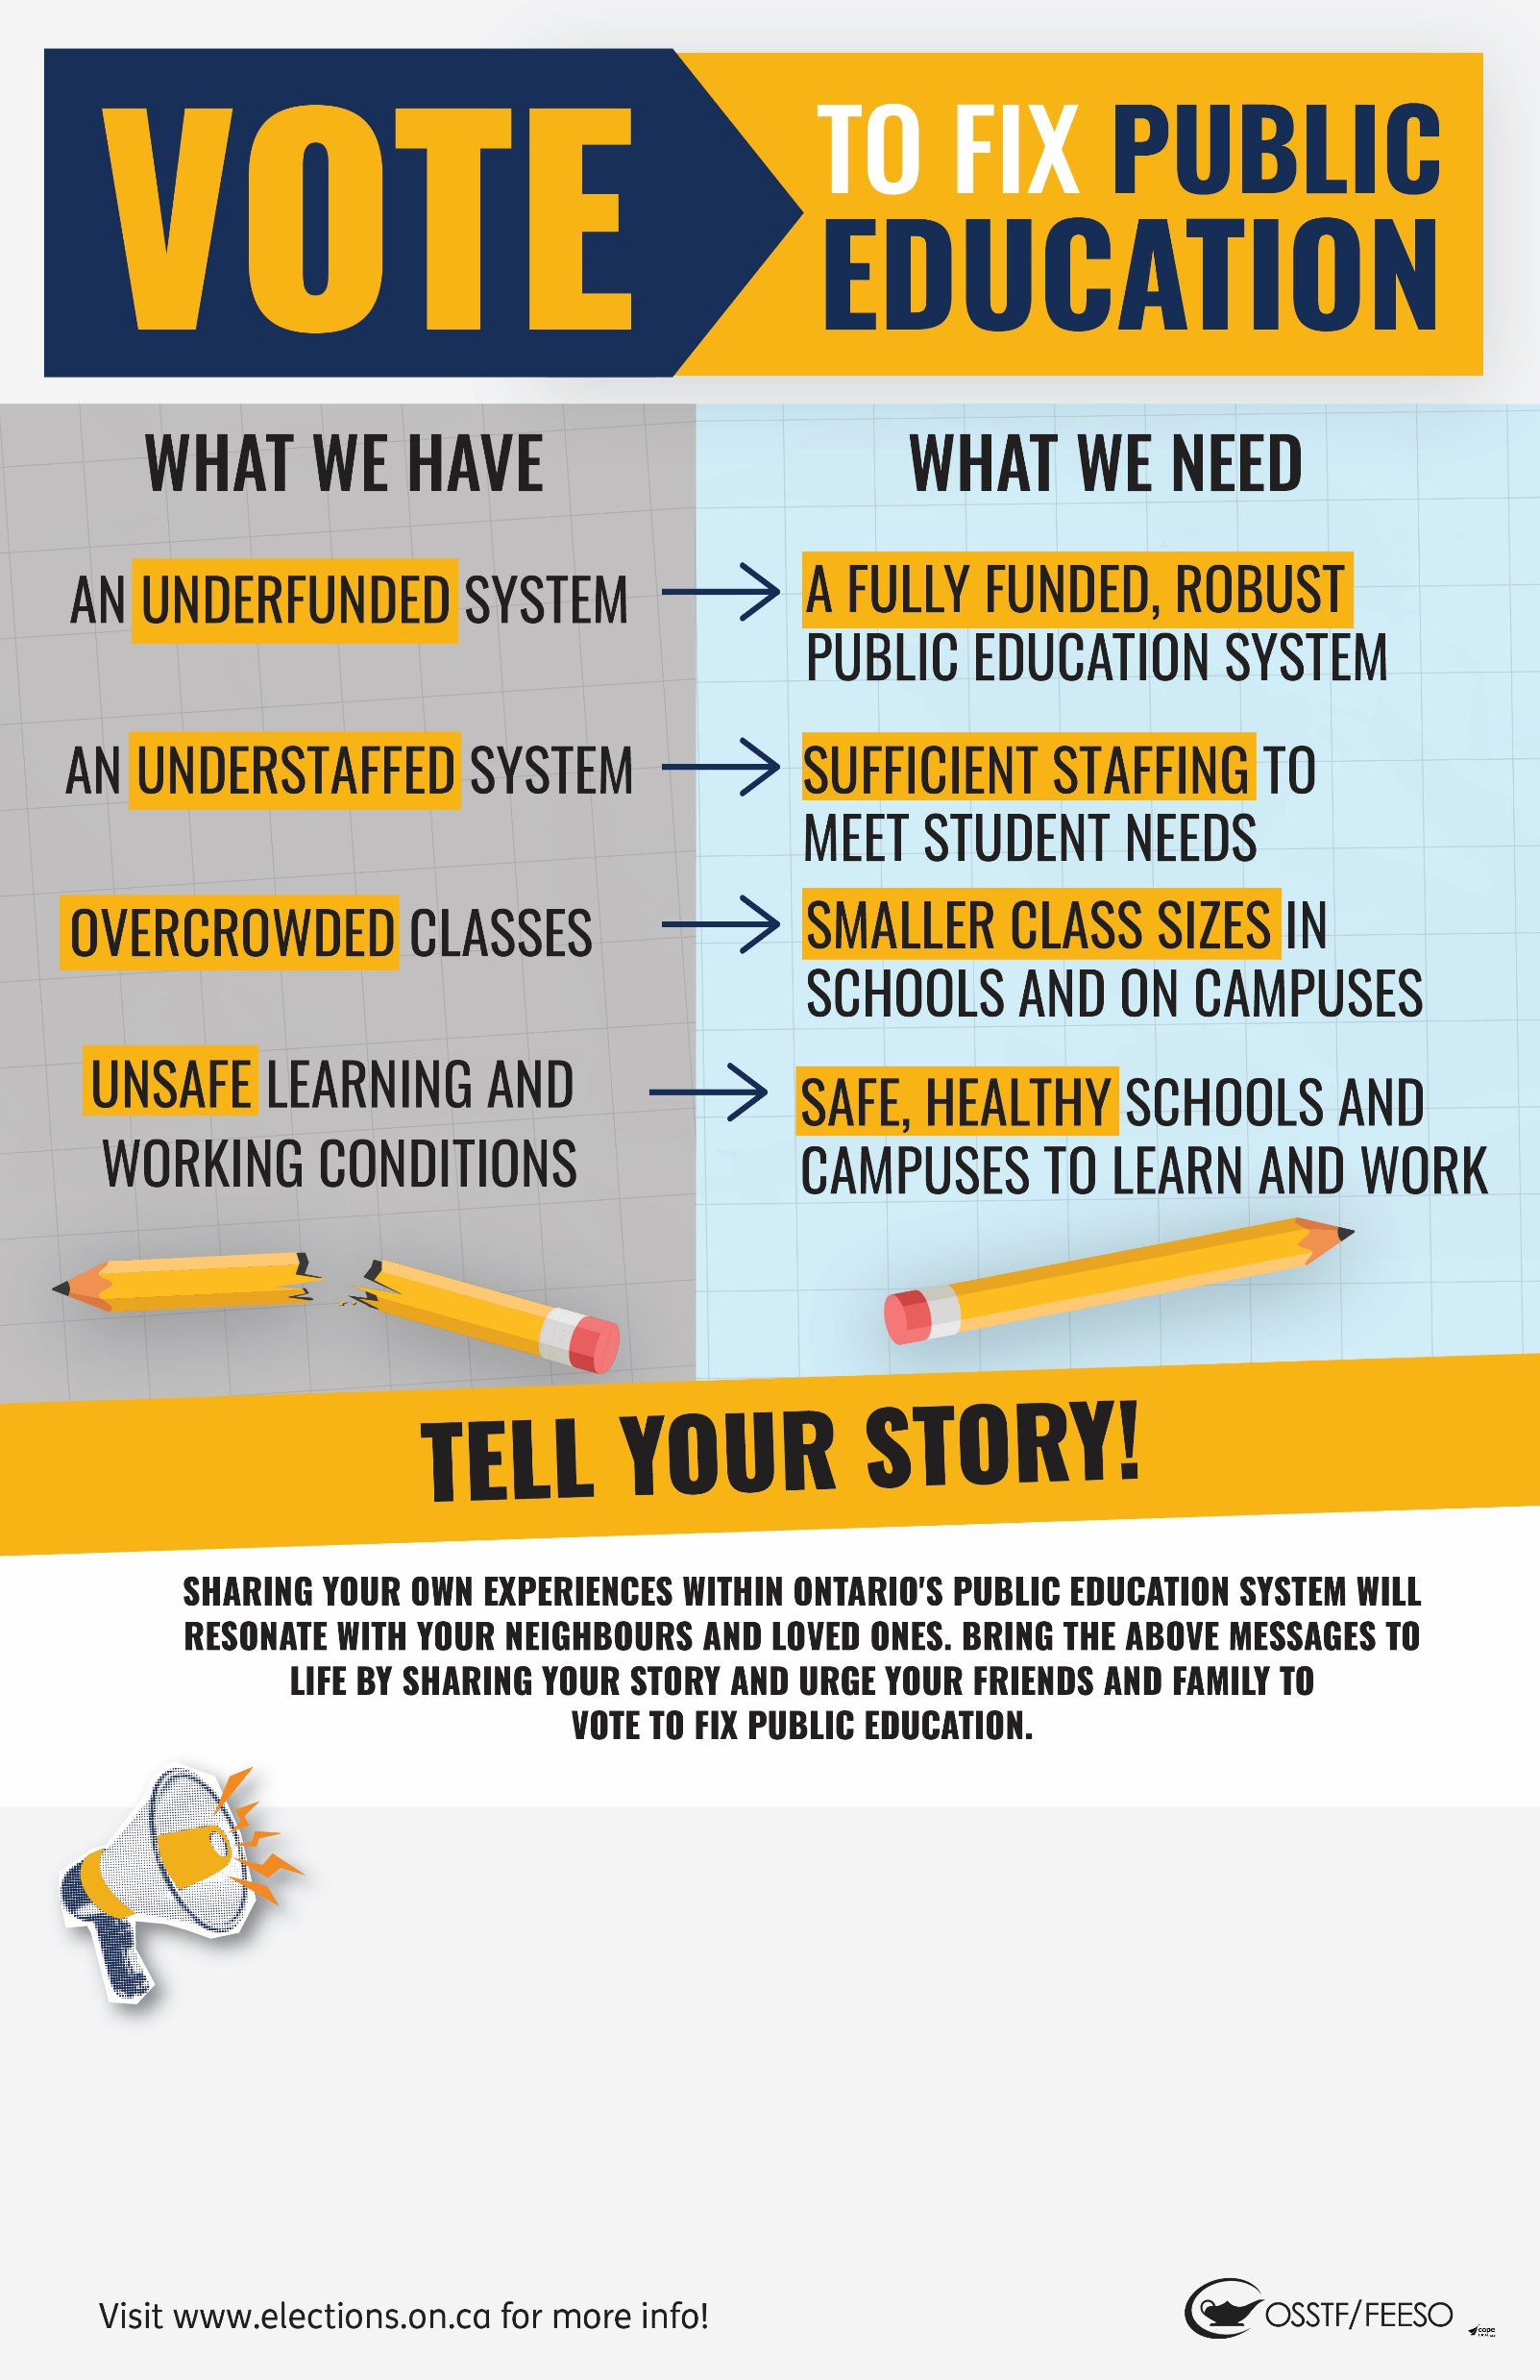 VOTE
TO FIX PUBLIC
EDUCATION
WHAT WE HAVE
WHAT WE NEED
AN UNDERFUNDED SYSTEM
A FULLY FUNDED, ROBUST
PUBLIC EDUCATION SYSTEM
AN UNDERSTAFFED SYSTEM
SUFFICIENT STAFFING TO
MEET STUDENT NEEDS
OVERCROWDED CLASSES
SMALLER CLASS SIZES IN
SCHOOLS AND ON CAMPUSES
UNSAFE LEARNING AND
WORKING CONDITIONS
SAFE, HEALTHY SCHOOLS AND
CAMPUSES TO LEARN AND WORK
TELL YOUR STORY!
SHARING YOUR OWN EXPERIENCES WITHIN ONTARIO'S PUBLIC EDUCATION SYSTEM WILL
RESONATE WITH YOUR NEIGHBOURS AND LOVED ONES. BRING THE ABOVE MESSAGES TO
LIFE BY SHARING YOUR STORY AND URGE YOUR FRIENDS AND FAMILY TO
VOTE TO FIX PUBLIC EDUCATION.
Visit www.elections.on.ca for more info!
OSSTF/FEESO
cope